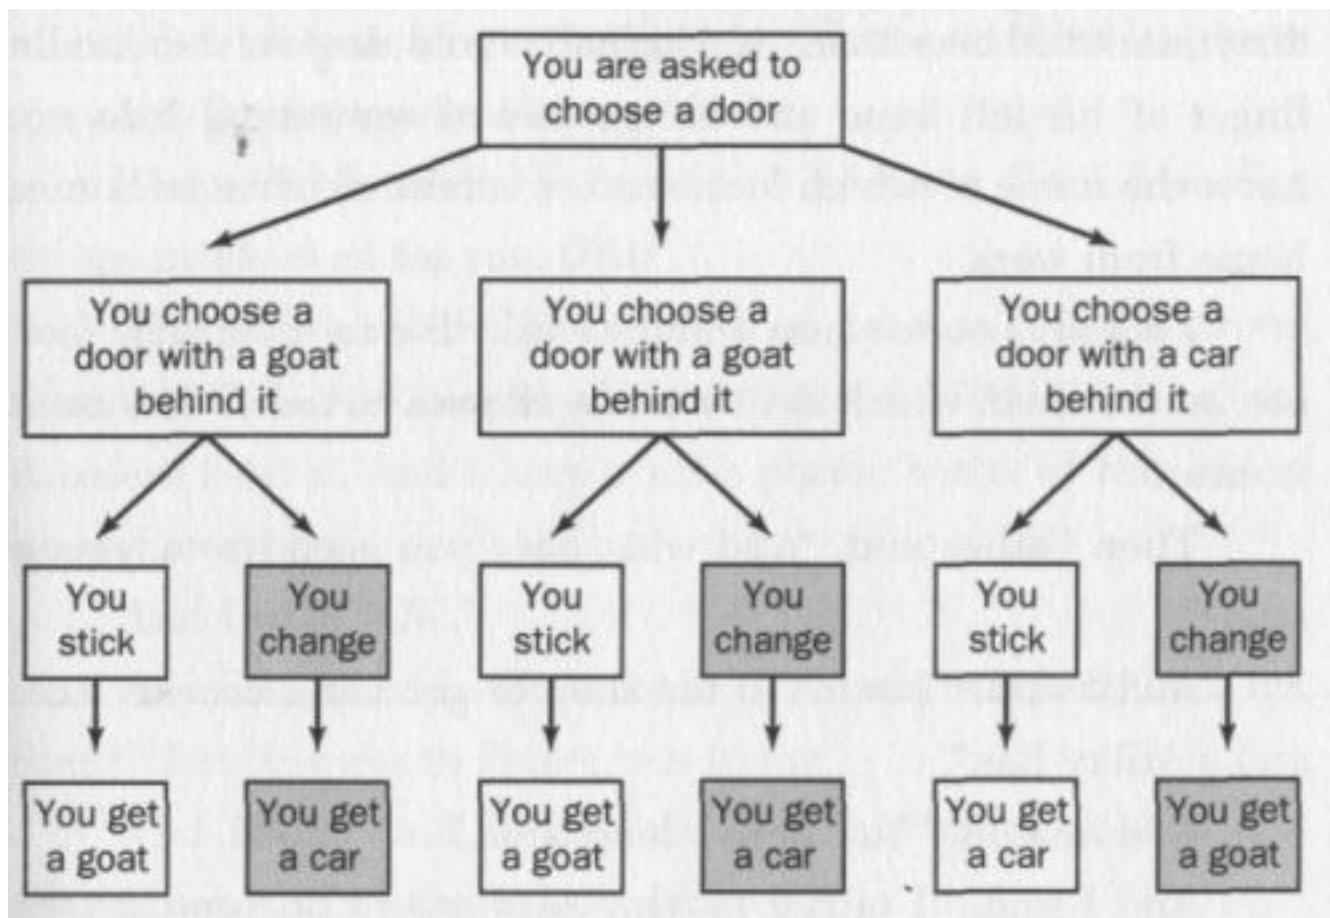 You are asked to
choose a door
You choose a
door with a goat
behind it
You choose a
door with a goat
behind it
You choose a
door with a car
behind it
You
stick
You
change
You
stick
You
change
You
stick
You
change
You get
a goat
You get
a car
You get
a goat
You get
a car
You get
a car
You get
a goat